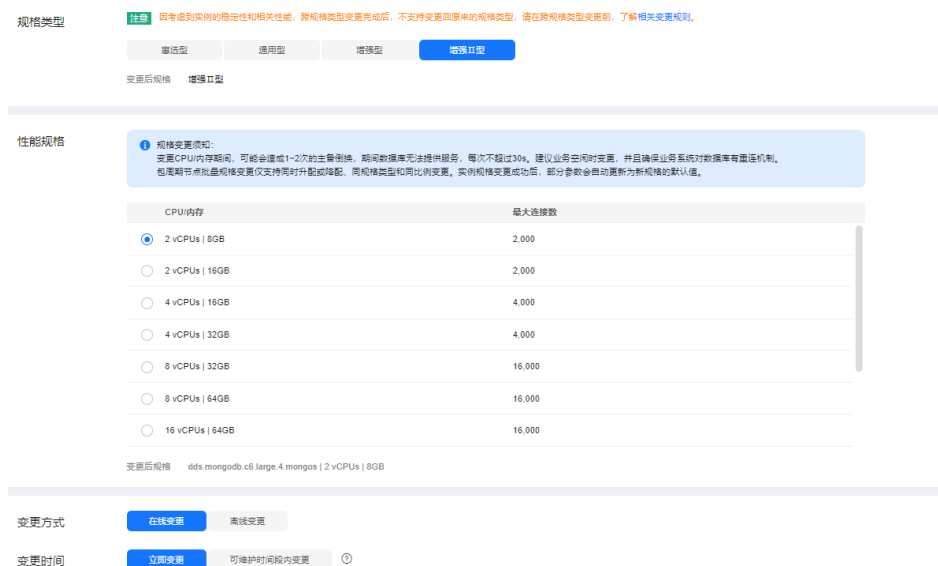 规格类型
注意 因考虑到实例的稳定性和相关性能，跨规格类型变更完成后，不支持变更回原来的规格类型，请在跨规格类型变更前，了解相关变更规则。
惠选型 通用型 增强型 增强II型
变更后规格 增强II型
性能规格
规格变更须知：
变更CPU/内存期间，可能会造成1~2次的主备倒换，期间数据库无法提供服务，每次不超过30s。建议业务空闲时变更，并且确保业务系统对数据库有重连机制。
包周期节点批量规格变更仅支持同时升配或降配、同规格类型和同比例变更。实例规格变更成功后，部分参数会自动更新为新规格的默认值。
CPU/内存 最大连接数
2 vCPUs | 8GB 2,000
2 vCPUs | 16GB 2,000
4 vCPUs | 16GB 4,000
4 vCPUs | 32GB 4,000
8 vCPUs | 32GB 16,000
8 vCPUs | 64GB 16,000
16 vCPUs | 64GB 16,000
变更后规格 dds.mongodb.c6.large.4.mongos | 2 vCPUs | 8GB
变更方式 在线变更 离线变更
变更时间 立即变更 可维护时间段内变更 ?